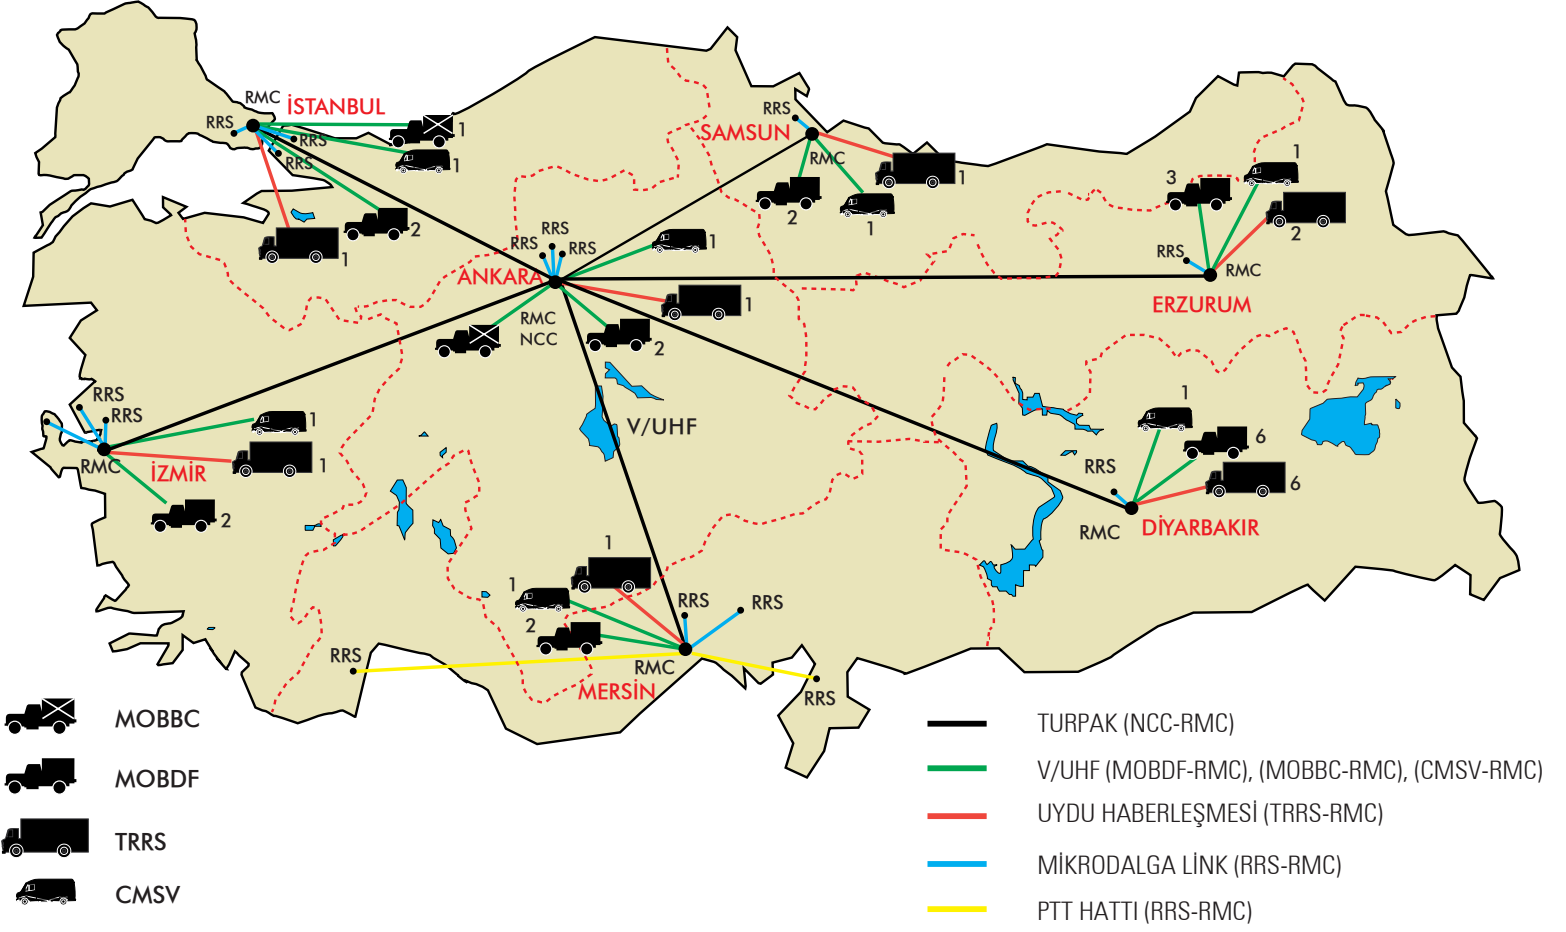 RMC
İSTANBUL
RRS
RRS
RRS
1
1
2
1
RRS
SAMSUN
RMC
1
2
1
1
3
2
RRS
RMC
ERZURUM
RRS
RRS
RRS
1
ANKARA
1
RMC
NCC
2
V/UHF
RRS
RRS
1
RMC
İZMİR
1
2
1
6
RRS
6
RMC
DİYARBAKIR
1
1
2
RRS
RRS
RMC
MERSİN
RRS
RRS
MOBBC
MOBDF
TRRS
CMSV
TURPAK (NCC-RMC)
V/UHF (MOBDF-RMC), (MOBBC-RMC), (CMSV-RMC)
UYDU HABERLEŞMESİ (TRRS-RMC)
MİKRODALGA LİNK (RRS-RMC)
PTT HATTI (RRS-RMC)